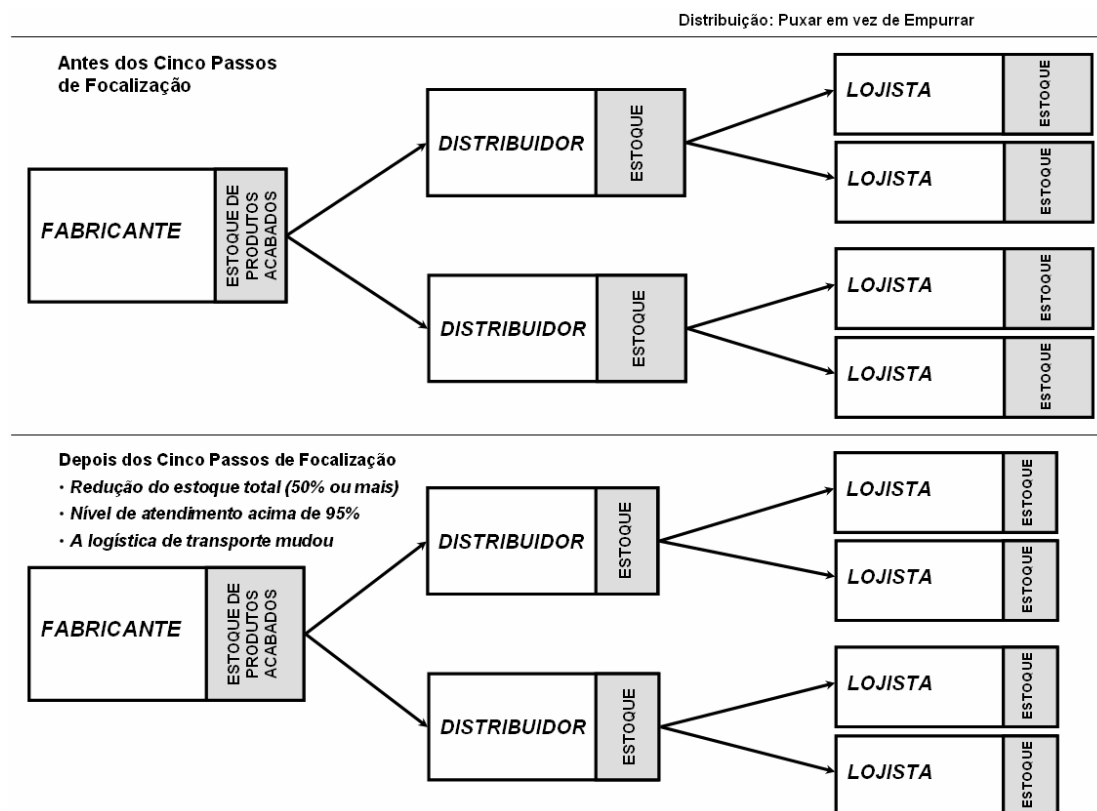 Distribuição: Puxar em vez de Empurrar
Antes dos Cinco Passos
de Focalização
FABRICANTE
ESTOQUE DE
PRODUTOS
ACABADOS
DISTRIBUIDOR
ESTOQUE
DISTRIBUIDOR
ESTOQUE
LOJISTA
ESTOQUE
LOJISTA
ESTOQUE
LOJISTA
ESTOQUE
LOJISTA
ESTOQUE
Depois dos Cinco Passos de Focalização
· Redução do estoque total (50% ou mais)
· Nível de atendimento acima de 95%
· A logística de transporte mudou
FABRICANTE
ESTOQUE DE
PRODUTOS
ACABADOS
DISTRIBUIDOR
ESTOQUE
DISTRIBUIDOR
ESTOQUE
LOJISTA
ESTOQUE
LOJISTA
ESTOQUE
LOJISTA
ESTOQUE
LOJISTA
ESTOQUE